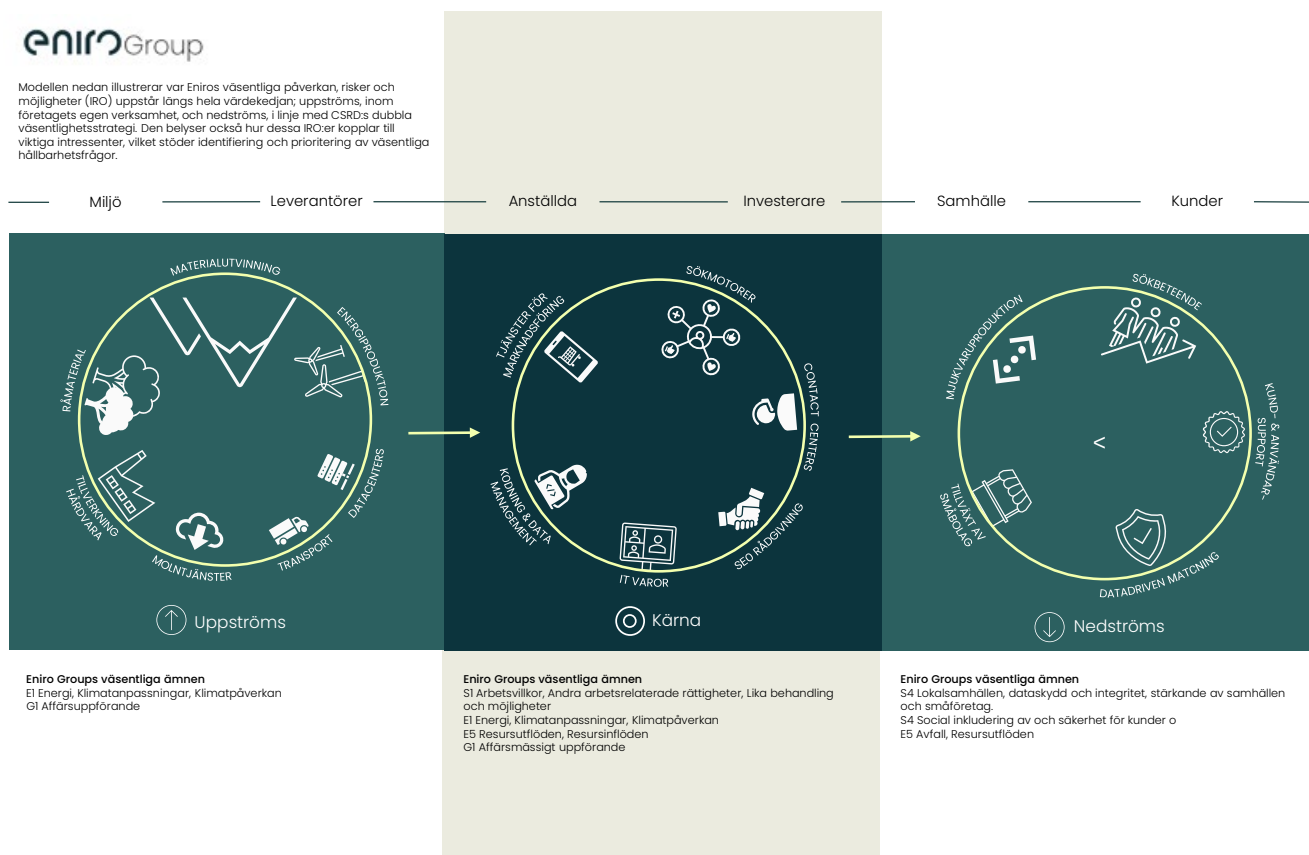 eniro Group
Modellen nedan illustrerar var Eniros väsentliga påverkan, risker och
möjligheter (IRO) uppstår längs hela värdekedjan; uppströms, inom
företagets egen verksamhet, och nedströms, i linje med CSRD:s dubbla
väsentlighetsstrategi. Den belyser också hur dessa IRO:er kopplar till
viktiga intressenter, vilket stöder identifiering och prioritering av väsentliga
hållbarhetsfrågor.
Miljö
Leverantörer
Anställda
Investerare
Samhälle
Kunder
MATERIALUTVINNING
ENERGIPRODUKTION
DATACENTERS
TRANSPORT
MOLNTJÄNSTER
TILLVERKNING
HÅRDVARA
RÅMATERIAL
Uppströms
SÖKMOTORER
CONTACT CENTERS
SEO RÅDGIVNING
IT VAROR
KODNING & DATA
MANAGEMENT
TJÄNSTER FÖR
MARKNADSFÖRING
Kärna
SÖKBETEENDE
KUND- & ANVÄNDAR-
SUPPORT
DATADRIVEN MATCNING
TILLVÄXT AV
SMÅBOLAG
MJUKVARUPRODUKTION
<
Nedströms
Eniro Groups väsentliga ämnen
E1 Energi, Klimatanpassningar, Klimatpåverkan
G1 Affärsuppförande
Eniro Groups väsentliga ämnen
S1 Arbetsvillkor, Andra arbetsrelaterade rättigheter, Lika behandling
och möjligheter
E1 Energi, Klimatanpassningar, Klimatpåverkan
E5 Resursutflöden, Resursinflöden
G1 Affärsmässigt uppförande
Eniro Groups väsentliga ämnen
S4 Lokalsamhällen, dataskydd och integritet, stärkande av samhällen
och småföretag.
S4 Social inkludering av och säkerhet för kunder o
E5 Avfall, Resursutflöden